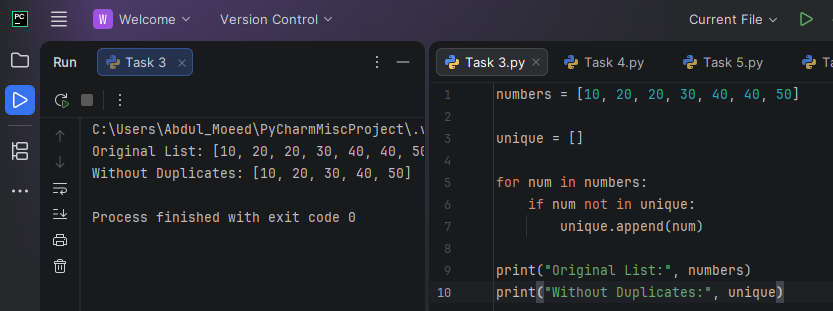 PC
W Welcome Version Control Current File
Run Task 3
Task 3.py Task 4.py Task 5.py
C:\Users\Abdul_Moeed\PyCharmMiscProject\.v
Original List: [10, 20, 20, 30, 40, 40, 50
Without Duplicates: [10, 20, 30, 40, 50]
Process finished with exit code 0
1 numbers = [10, 20, 20, 30, 40, 40, 50]
2
3 unique = []
4
5 for num in numbers:
6 if num not in unique:
7 unique.append(num)
8
9 print("Original List:", numbers)
10 print("Without Duplicates:", unique)